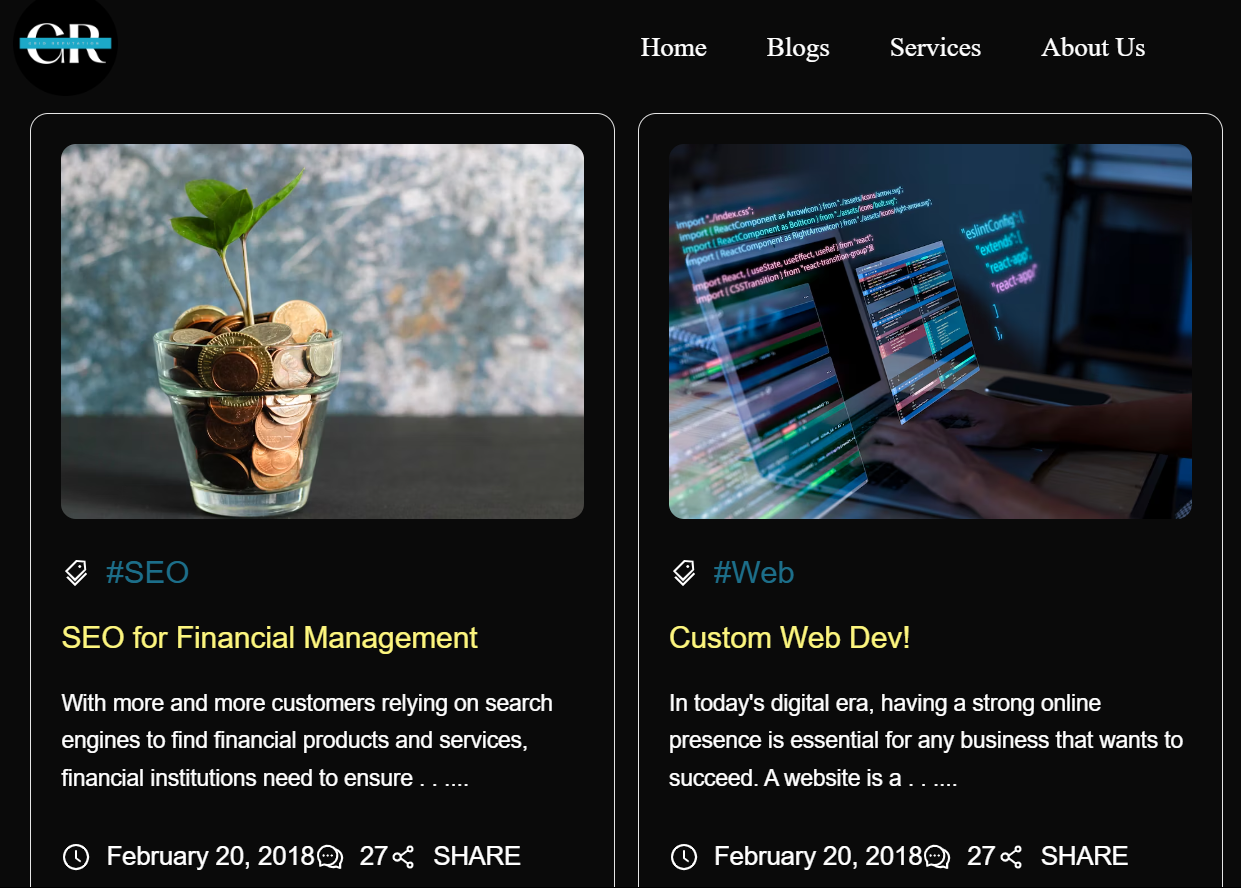 GR
Home Blogs Services About Us
import "./index.css";
import { ReactComponent as ArrowIcon } from "./assets/icons/arrow.svg";
import { ReactComponent as BoltIcon } from "./assets/icons/bolt.svg";
import { ReactComponent as RightArrowIcon } from "./assets/icons/right-arrow.svg";
import React, { useState, useEffect, useRef } from "react";
import { CSSTransition } from "react-transition-group";
"eslintConfig": {
"extends": [
"react-app",
"react-app/
]
},
#SEO
SEO for Financial Management
With more and more customers relying on search
engines to find financial products and services,
financial institutions need to ensure . . ....
February 20, 2018 27 SHARE
#Web
Custom Web Dev!
In today's digital era, having a strong online
presence is essential for any business that wants to
succeed. A website is a . . ....
February 20, 2018 27 SHARE